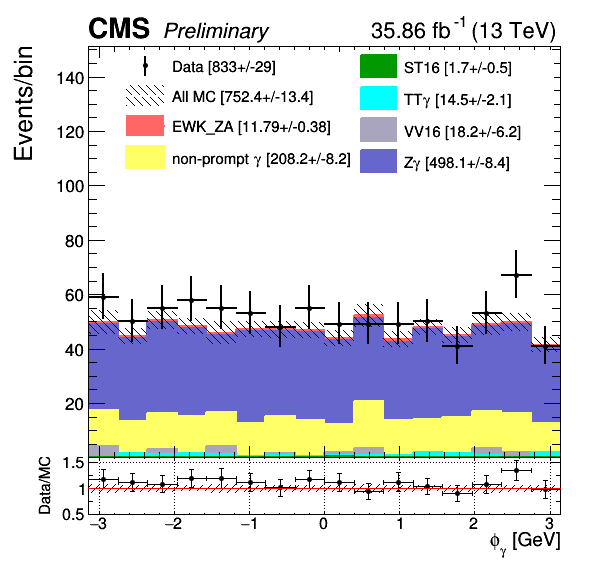 CMS Preliminary 35.86 fb⁻¹ (13 TeV)
Events/bin
Data [833+/-29]
All MC [752.4+/-13.4]
EWK_ZA [11.79+/-0.38]
non-prompt γ [208.2+/-8.2]
ST16 [1.7+/-0.5]
TTγ [14.5+/-2.1]
VV16 [18.2+/-6.2]
Zγ [498.1+/-8.4]
140
120
100
80
60
40
20
Data/MC
1.5
1
0.5
−3 −2 −1 0 1 2 3
ϕγ [GeV]